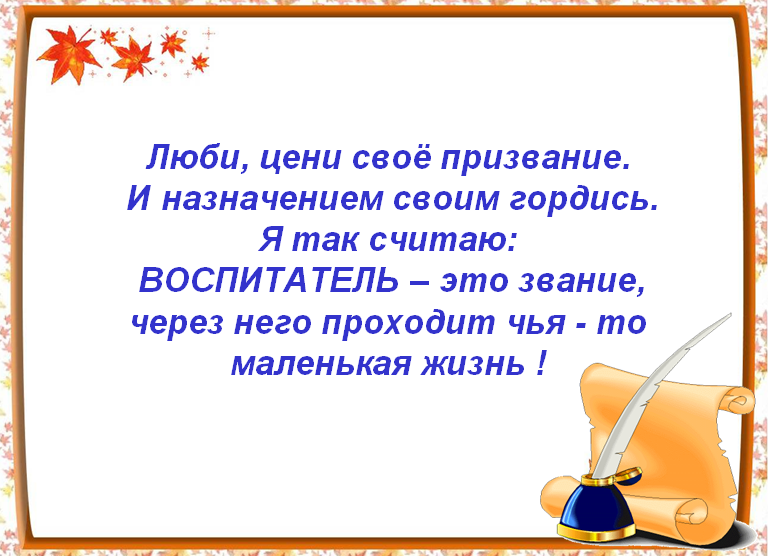 Люби, цени своё призвание.
И назначением своим гордись.
Я так считаю:
ВОСПИТАТЕЛЬ – это звание,
через него проходит чья - то
маленькая жизнь !